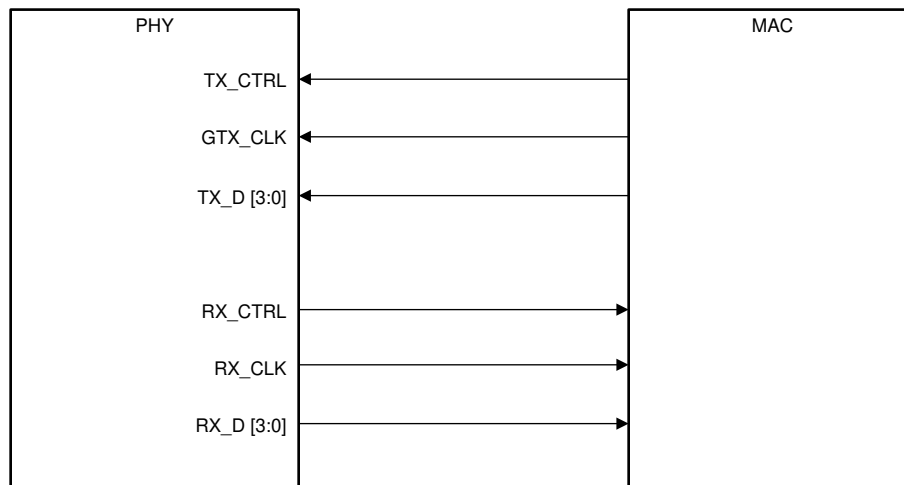 PHY
MAC
TX_CTRL
GTX_CLK
TX_D [3:0]
RX_CTRL
RX_CLK
RX_D [3:0]